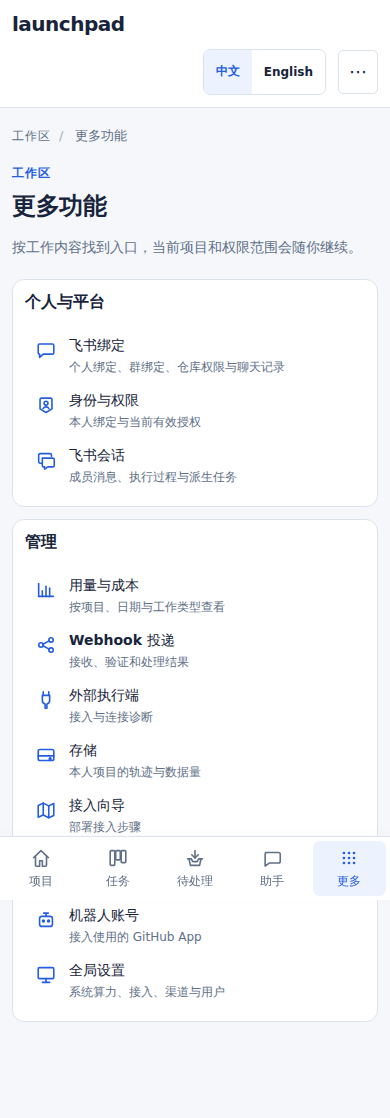 launchpad
中文
English
工作区 / 更多功能
工作区
更多功能
按工作内容找到入口，当前项目和权限范围会随你继续。
个人与平台
飞书绑定
个人绑定、群绑定、仓库权限与聊天记录
身份与权限
本人绑定与当前有效授权
飞书会话
成员消息、执行过程与派生任务
管理
用量与成本
按项目、日期与工作类型查看
Webhook 投递
接收、验证和处理结果
外部执行端
接入与连接诊断
存储
本人项目的轨迹与数据量
接入向导
部署接入步骤
项目
任务
待处理
助手
更多
机器人账号
接入使用的 GitHub App
全局设置
系统算力、接入、渠道与用户